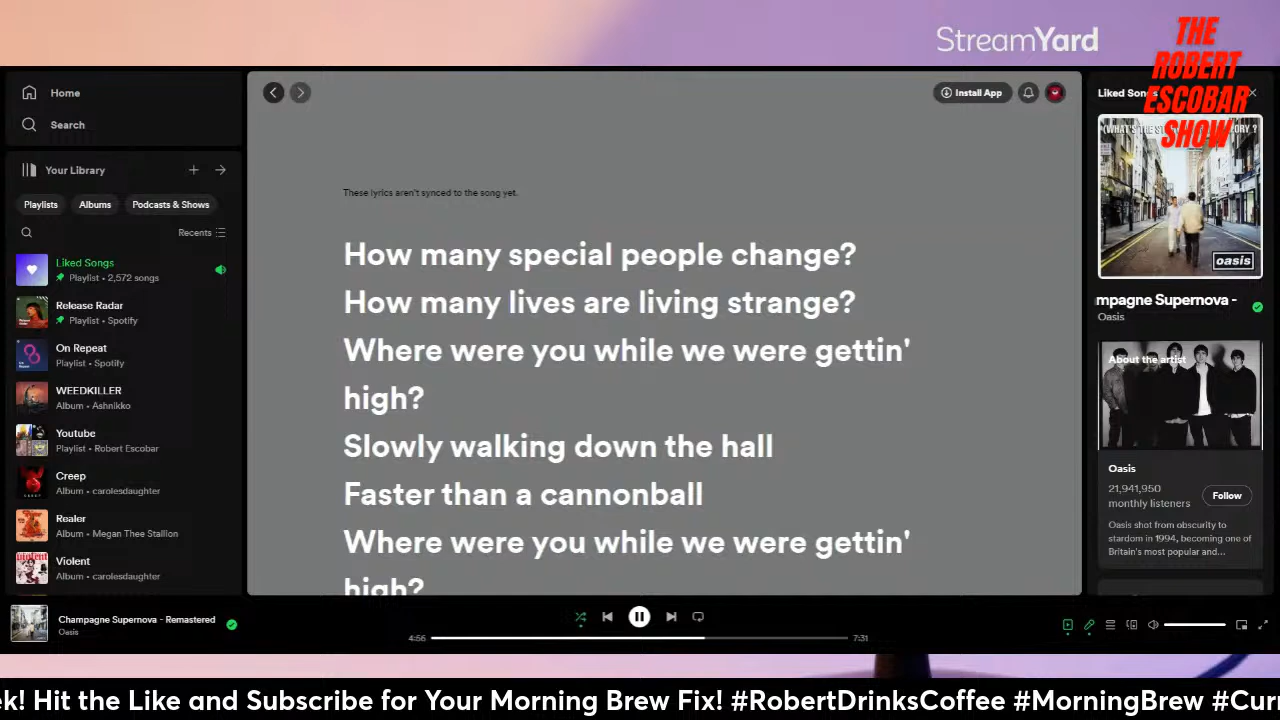 StreamYard
THE
ROBERT
ESCOBAR
SHOW
Home
Search
Your Library
Playlists
Albums
Podcasts & Shows
Recents
Liked Songs
Playlist • 2,572 songs
Release Radar
Playlist • Spotify
On Repeat
Playlist • Spotify
WEEDKILLER
Album • Ashnikko
Youtube
Playlist • Robert Escobar
Creep
Album • carolesdaughter
Realer
Album • Megan Thee Stallion
Violent
Album • carolesdaughter
Install App
These lyrics aren't synced to the song yet.
How many special people change?
How many lives are living strange?
Where were you while we were gettin'
high?
Slowly walking down the hall
Faster than a cannonball
Where were you while we were gettin'
high?
Liked Songs
(WHAT'S THE
oasis
mpagne Supernova -
Oasis
About the artist
Oasis
21,941,950
monthly listeners
Follow
Oasis shot from obscurity to
stardom in 1994, becoming one of
Britain's most popular and...
Champagne Supernova - Remastered
Oasis
4:56
7:31
ek! Hit the Like and Subscribe for Your Morning Brew Fix! #RobertDrinksCoffee #MorningBrew #Curr